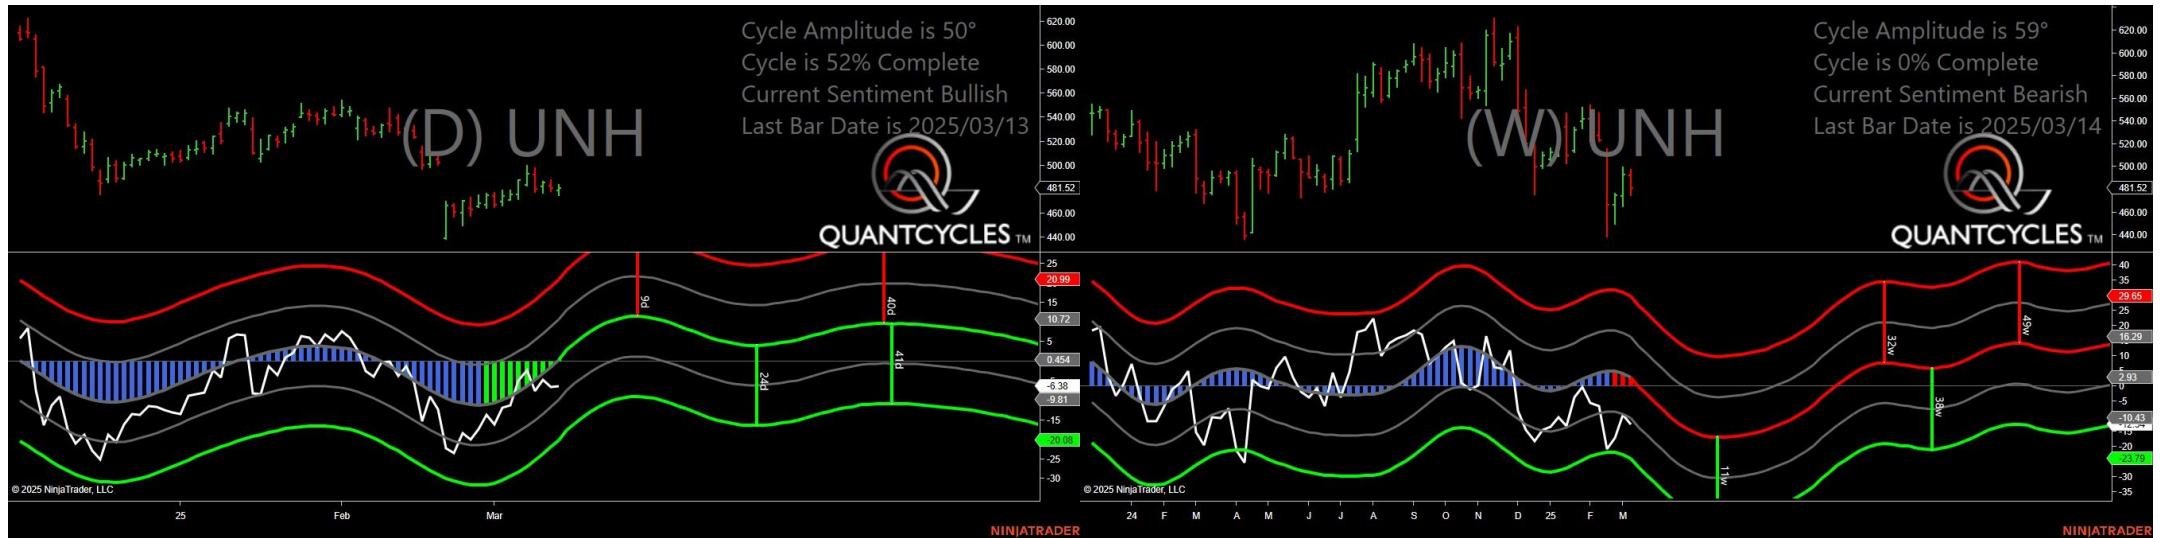 Cycle Amplitude is 50°
Cycle is 52% Complete
Current Sentiment Bullish
Last Bar Date is 2025/03/13
(D) UNH
QUANTCYCLES TM
620.00
600.00
580.00
560.00
540.00
520.00
500.00
481.52
460.00
440.00
25
20.99
15
10.72
5
0.454
-6.38
-9.81
-15
-20.08
-25
-30
9d
24d
40d
41d
© 2025 NinjaTrader, LLC
25
Feb
Mar
NINJATRADER
Cycle Amplitude is 59°
Cycle is 0% Complete
Current Sentiment Bearish
Last Bar Date is 2025/03/14
(W) UNH
QUANTCYCLES TM
620.00
600.00
580.00
560.00
540.00
520.00
500.00
481.52
460.00
440.00
40
35
29.65
25
20
16.29
10
2.93
0
-5
-10.43
-20
-23.79
-30
-35
11w
32w
38w
49w
© 2025 NinjaTrader, LLC
24 F M A M J J A S O N D 25 F M
NINJATRADER